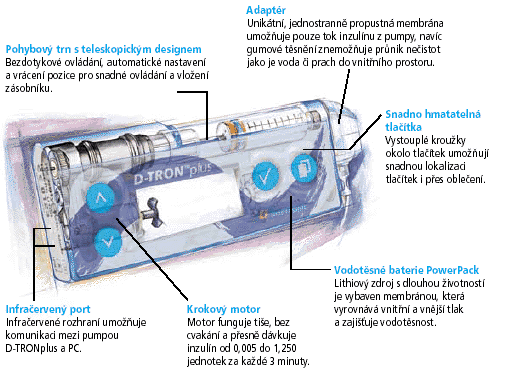 Adaptér
Unikátní, jednostranně propustná membrána
umožňuje pouze tok inzulínu z pumpy, navíc
gumové těsnění znemožňuje průnik nečistot
jako je voda či prach do vnitřního prostoru.
Pohybový trn s teleskopickým designem
Bezdotykové ovládání, automatické nastavení
a vrácení pozice pro snadné ovládání a vložení
zásobníku.
Snadno hmatatelná
tlačítka
Vystouplé kroužky
okolo tlačítek umožňují
snadnou lokalizaci
tlačítek i přes oblečení.
D-TRON™plus
Vodotěsné baterie PowerPack
Lithiový zdroj s dlouhou životností
je vybaven membránou, která
vyrovnává vnitřní a vnější tlak
a zajišťuje vodotěsnost.
Infračervený port
Infračervené rozhraní umožňuje
komunikaci mezi pumpou
D-TRONplus a PC.
Krokový motor
Motor funguje tiše, bez
cvakání a přesně dávkuje
inzulín od 0,005 do 1,250
jednotek za každé 3 minuty.